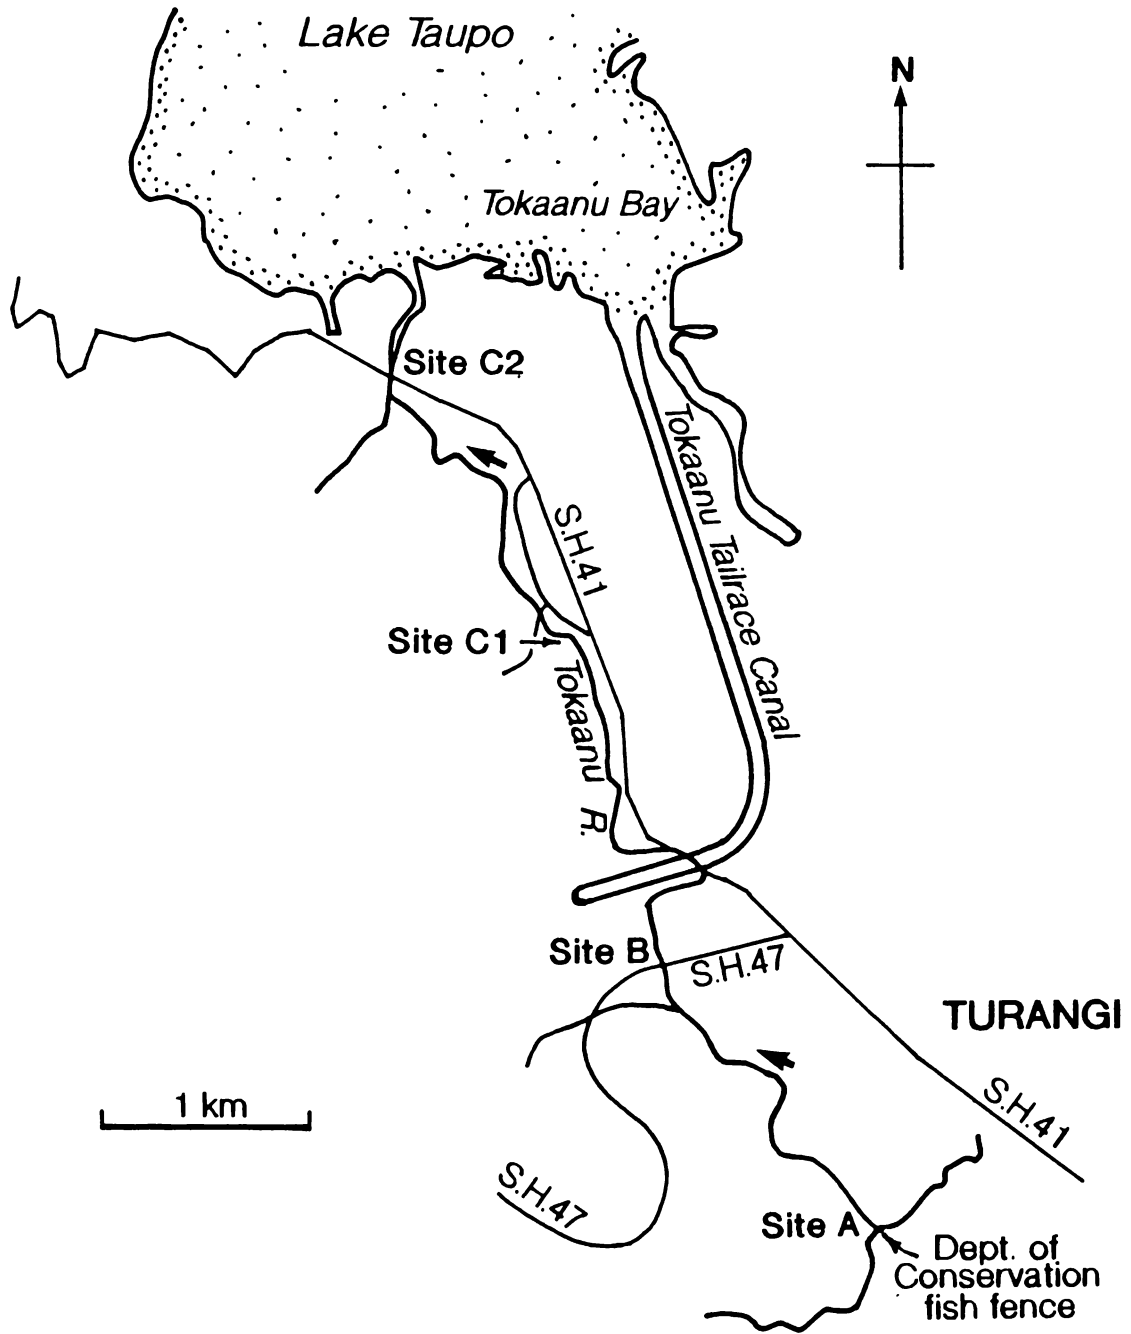 Lake Taupo
N
Tokaanu Bay
Site C2
Tokaanu Tailrace Canal
S.H.41
Site C1
Tokaanu R.
Site B
S.H.47
TURANGI
1 km
S.H.41
S.H.47
Site A
Dept. of
Conservation
fish fence